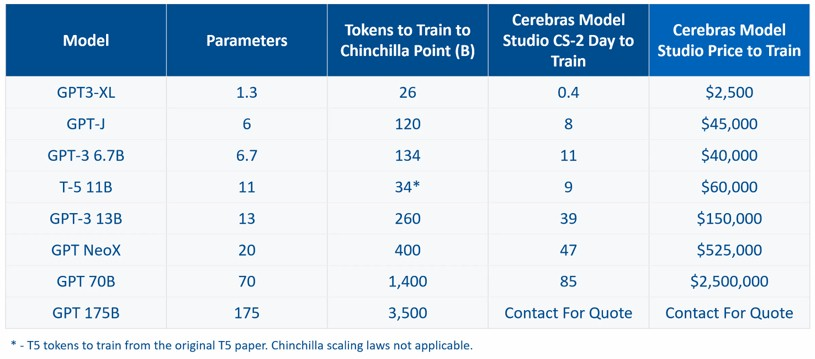 Model Parameters Tokens to Train to Chinchilla Point (B) Cerebras Model Studio CS-2 Day to Train Cerebras Model Studio Price to Train
GPT3-XL 1.3 26 0.4 $2,500
GPT-J 6 120 8 $45,000
GPT-3 6.7B 6.7 134 11 $40,000
T-5 11B 11 34* 9 $60,000
GPT-3 13B 13 260 39 $150,000
GPT NeoX 20 400 47 $525,000
GPT 70B 70 1,400 85 $2,500,000
GPT 175B 175 3,500 Contact For Quote Contact For Quote
* - T5 tokens to train from the original T5 paper. Chinchilla scaling laws not applicable.